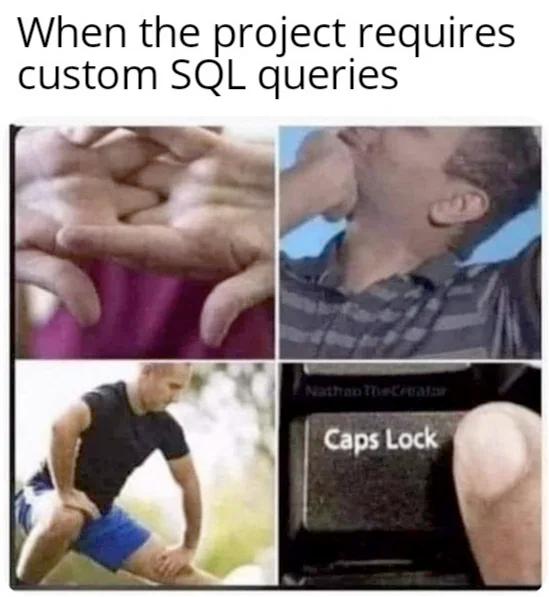 When the project requires
custom SQL queries
NathanTheCreator
Caps Lock